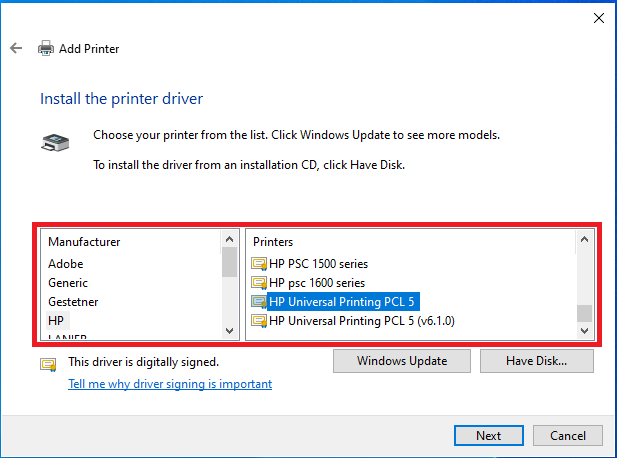 Add Printer
Install the printer driver
Choose your printer from the list. Click Windows Update to see more models.
To install the driver from an installation CD, click Have Disk.
Manufacturer
Adobe
Generic
Gestetner
HP
LANIER
Printers
HP PSC 1500 series
HP psc 1600 series
HP Universal Printing PCL 5
HP Universal Printing PCL 5 (v6.1.0)
This driver is digitally signed.
Tell me why driver signing is important
Windows Update
Have Disk...
Next
Cancel